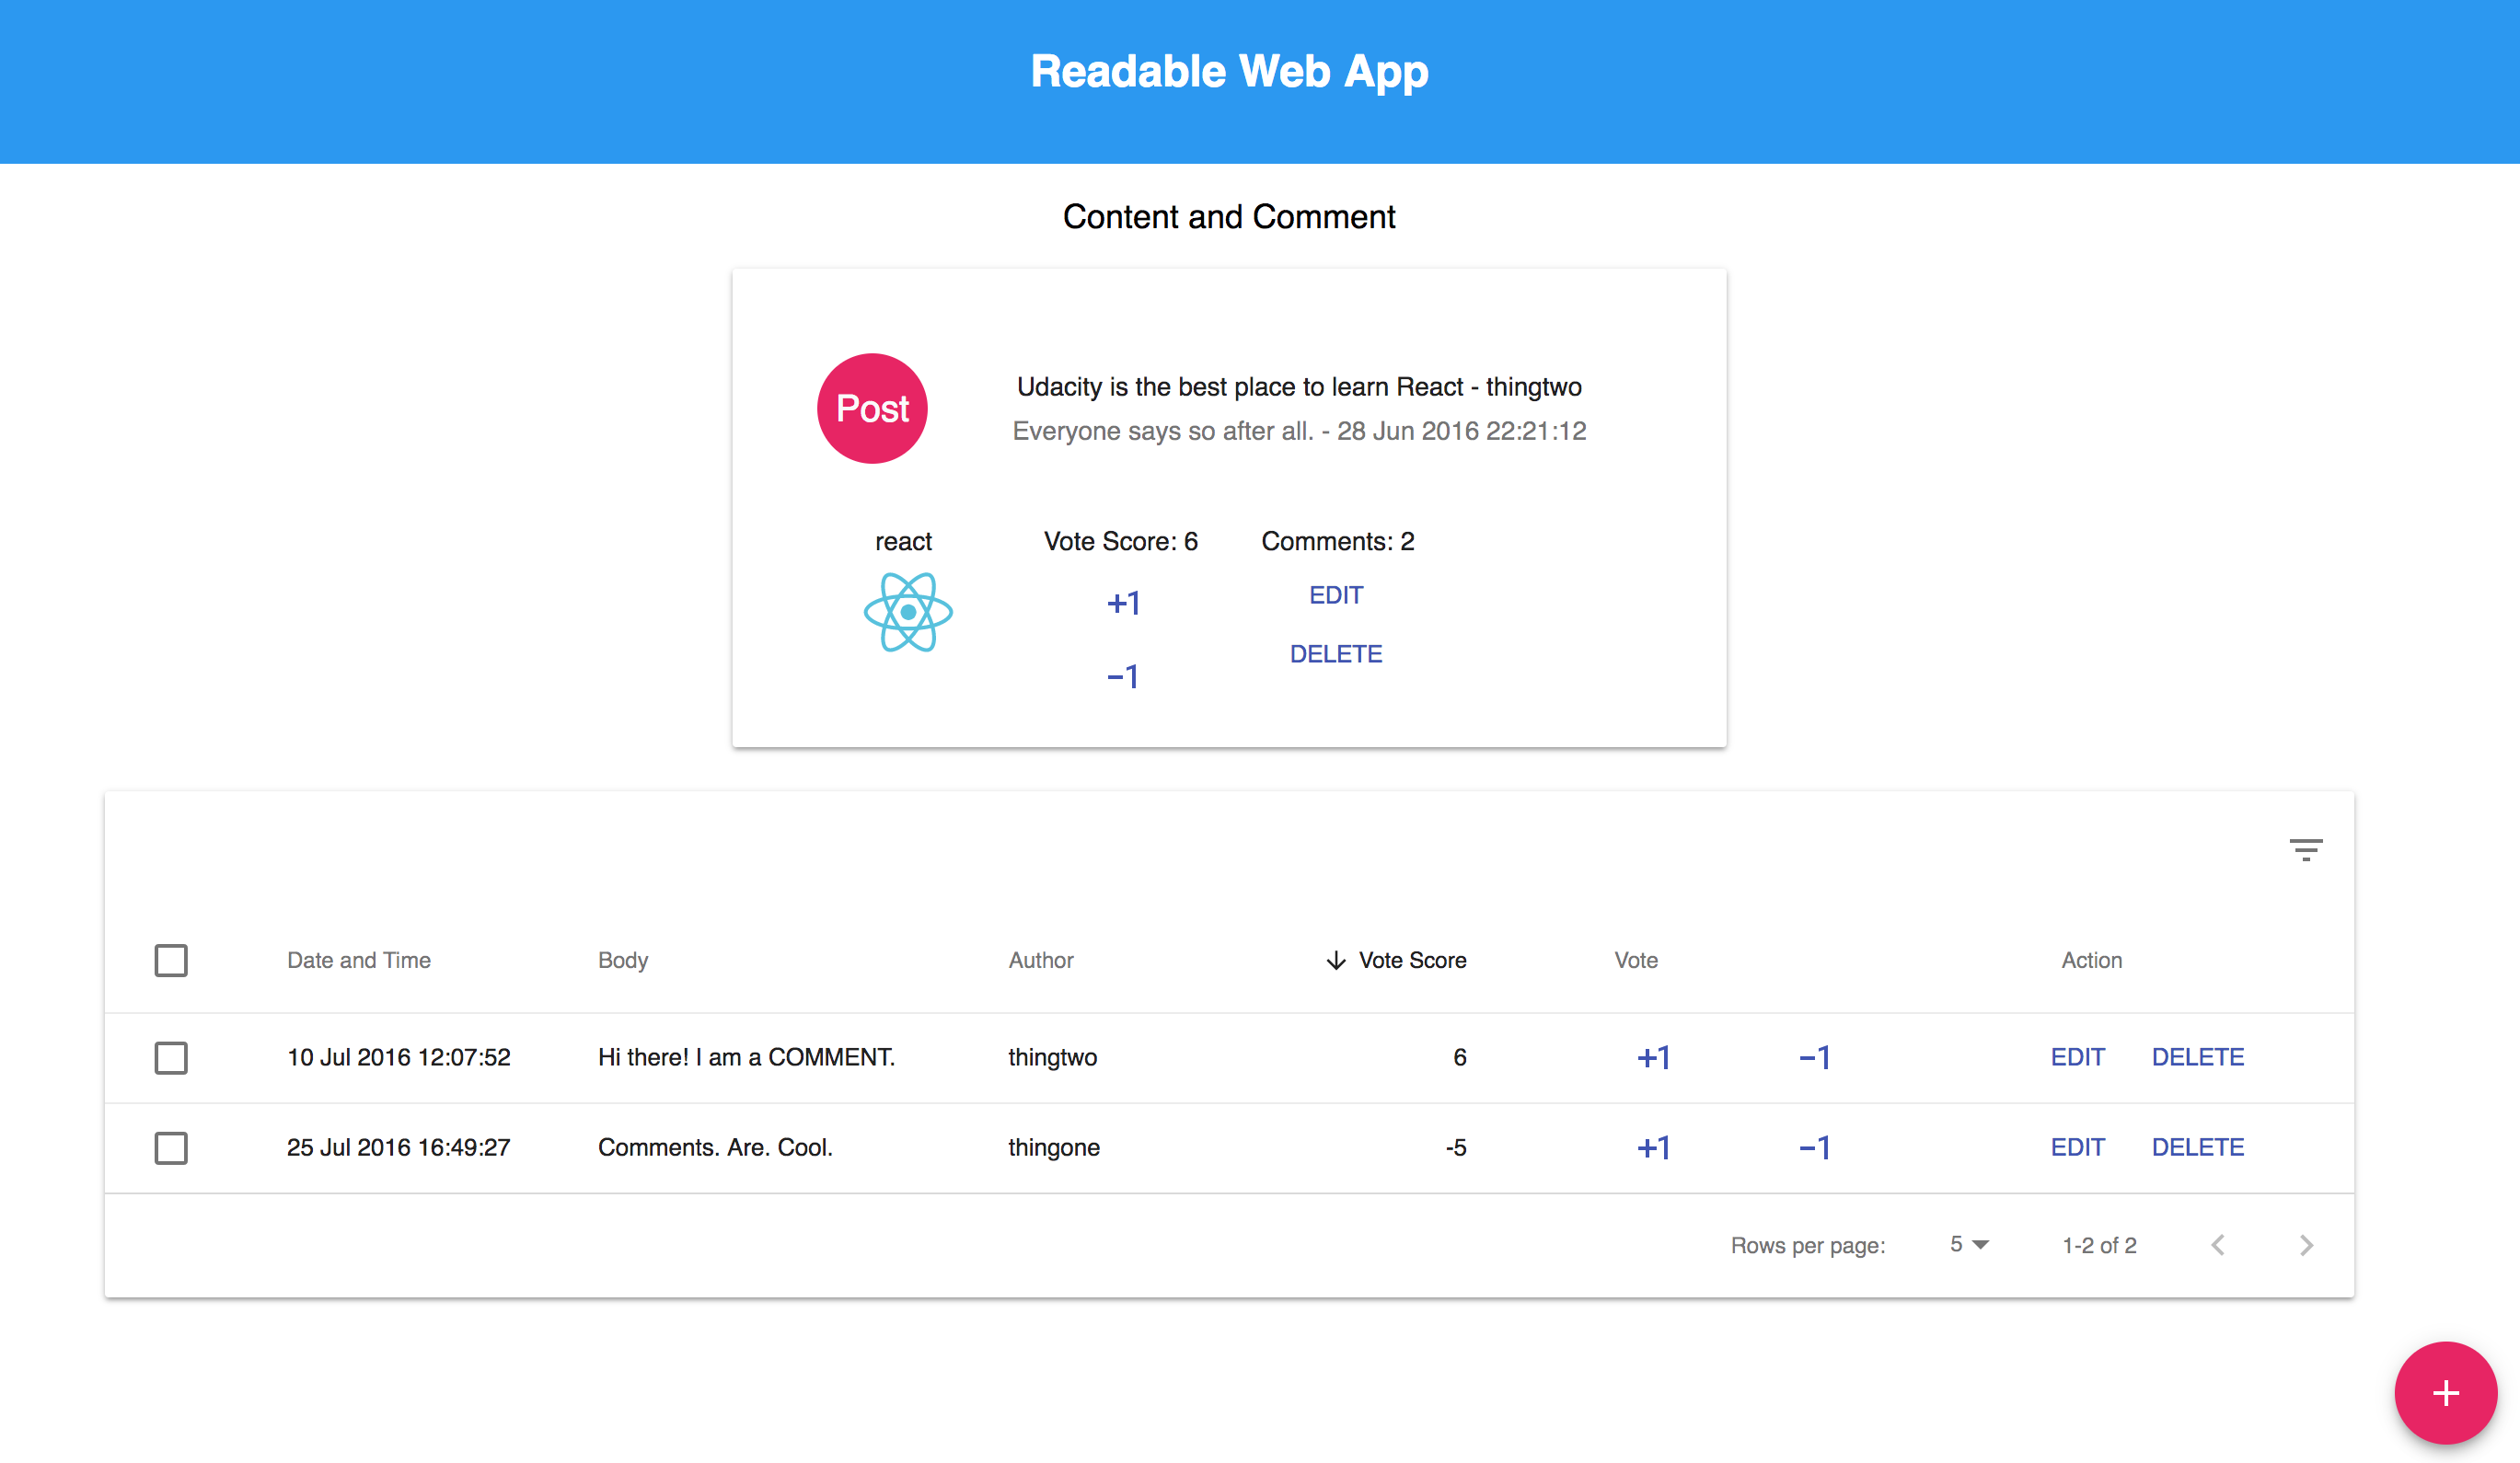 Readable Web App
Content and Comment
Post
Udacity is the best place to learn React - thingtwo
Everyone says so after all. - 28 Jun 2016 22:21:12
react Vote Score: 6 Comments: 2
+1 EDIT
−1 DELETE
Date and Time Body Author Vote Score Vote Action
10 Jul 2016 12:07:52 Hi there! I am a COMMENT. thingtwo 6 +1 −1 EDIT DELETE
25 Jul 2016 16:49:27 Comments. Are. Cool. thingone -5 +1 −1 EDIT DELETE
Rows per page: 5 1-2 of 2
+